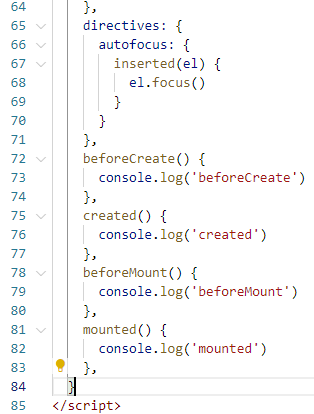 64 },
65 directives: {
66 autofocus: {
67 inserted(el) {
68 el.focus()
69 }
70 }
71 },
72 beforeCreate() {
73 console.log('beforeCreate')
74 },
75 created() {
76 console.log('created')
77 },
78 beforeMount() {
79 console.log('beforeMount')
80 },
81 mounted() {
82 console.log('mounted')
83 },
84 }
85 </script>